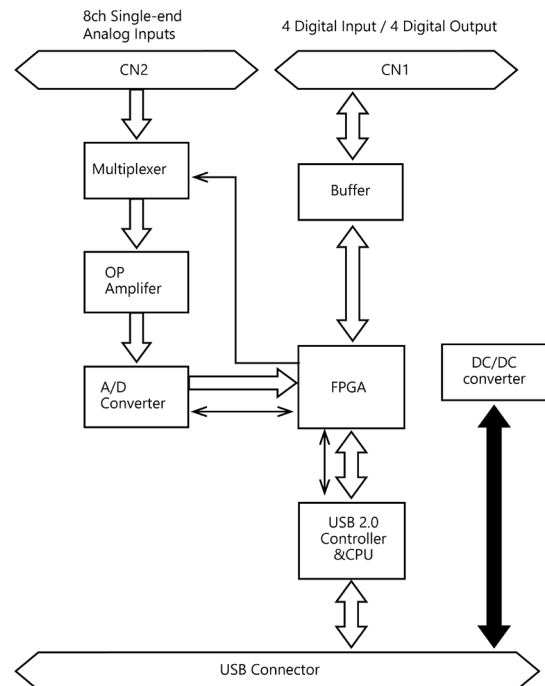 8ch Single-end
Analog Inputs
4 Digital Input / 4 Digital Output
CN2
CN1
Multiplexer
Buffer
OP
Amplifer
A/D
Converter
FPGA
DC/DC
converter
USB 2.0
Controller
&CPU
USB Connector